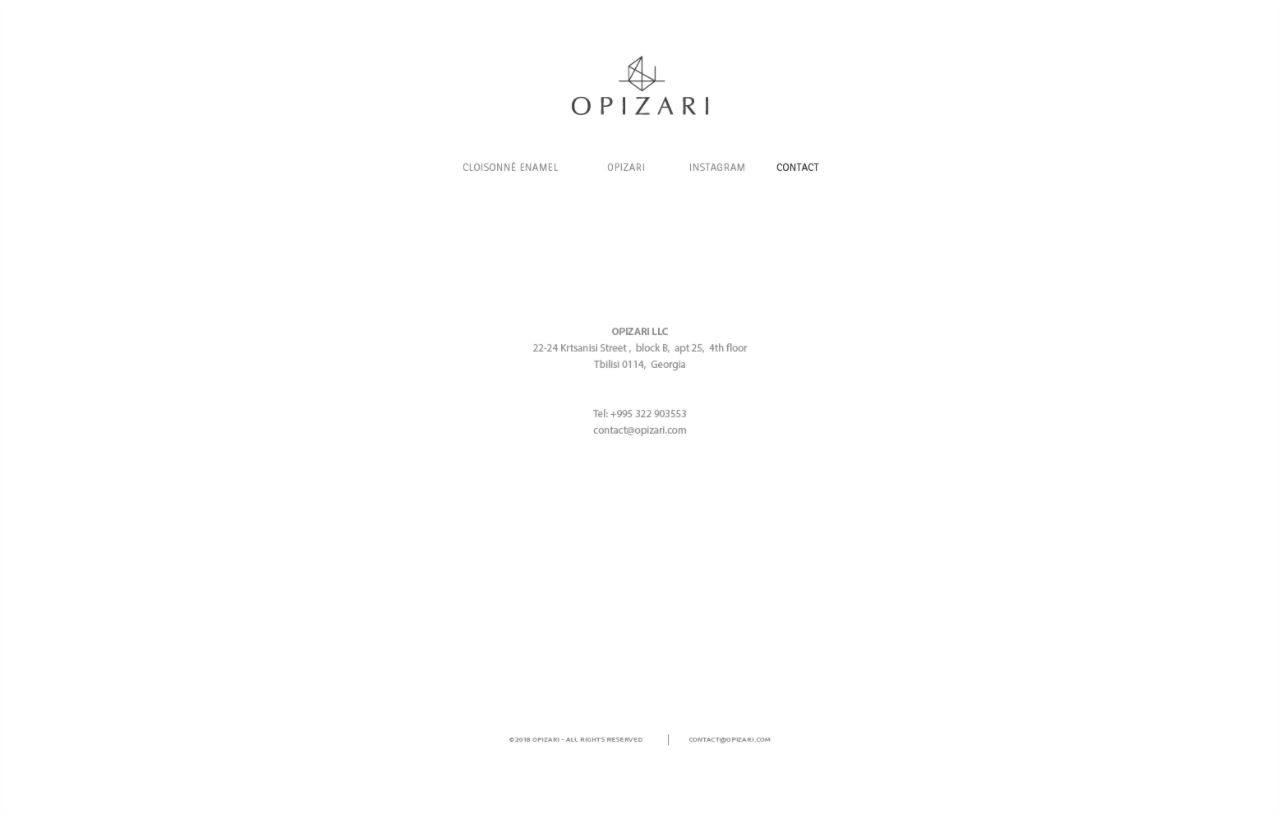 OPIZARI
CLOISONNÉ ENAMEL OPIZARI INSTAGRAM CONTACT
OPIZARI LLC
22-24 Krtsanisi Street , block B, apt 25, 4th floor
Tbilisi 0114, Georgia
Tel: +995 322 903553
contact@opizari.com
©2018 OPIZARI - ALL RIGHTS RESERVED | CONTACT@OPIZARI.COM